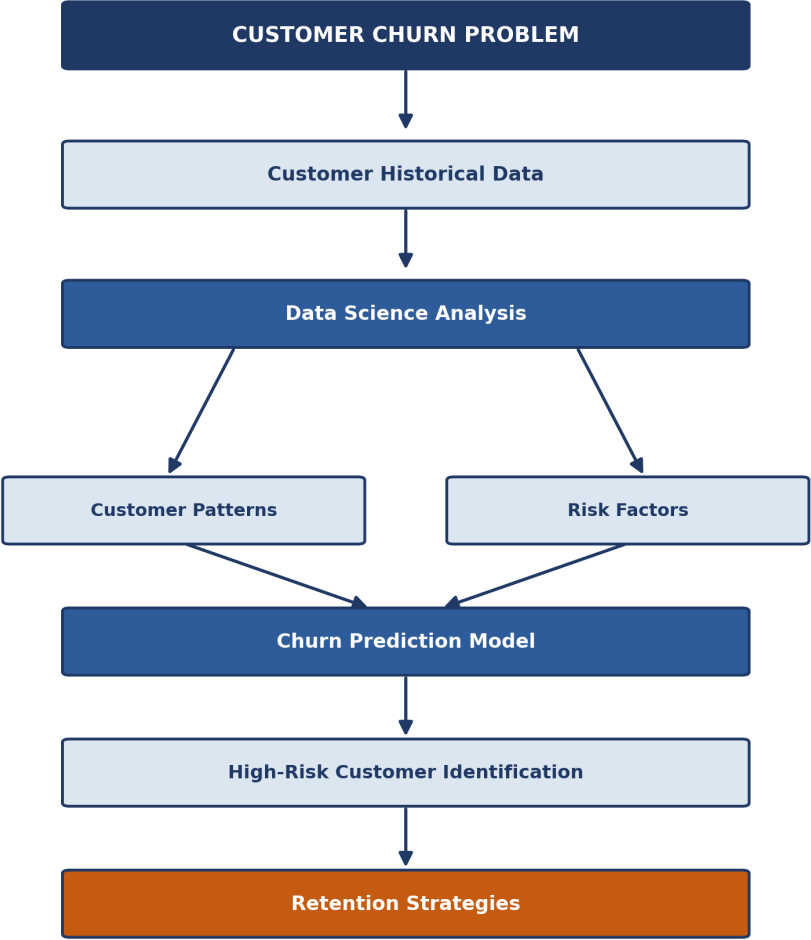 CUSTOMER CHURN PROBLEM
Customer Historical Data
Data Science Analysis
Customer Patterns
Risk Factors
Churn Prediction Model
High-Risk Customer Identification
Retention Strategies